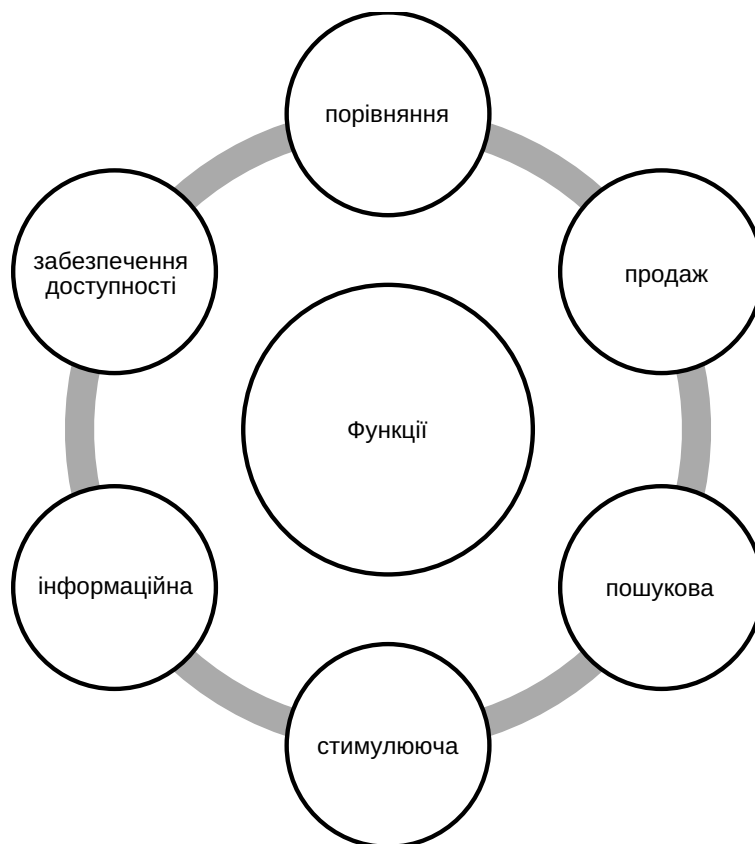 порівняння
забезпечення
доступності
продаж
Функції
інформаційна
пошукова
стимулююча